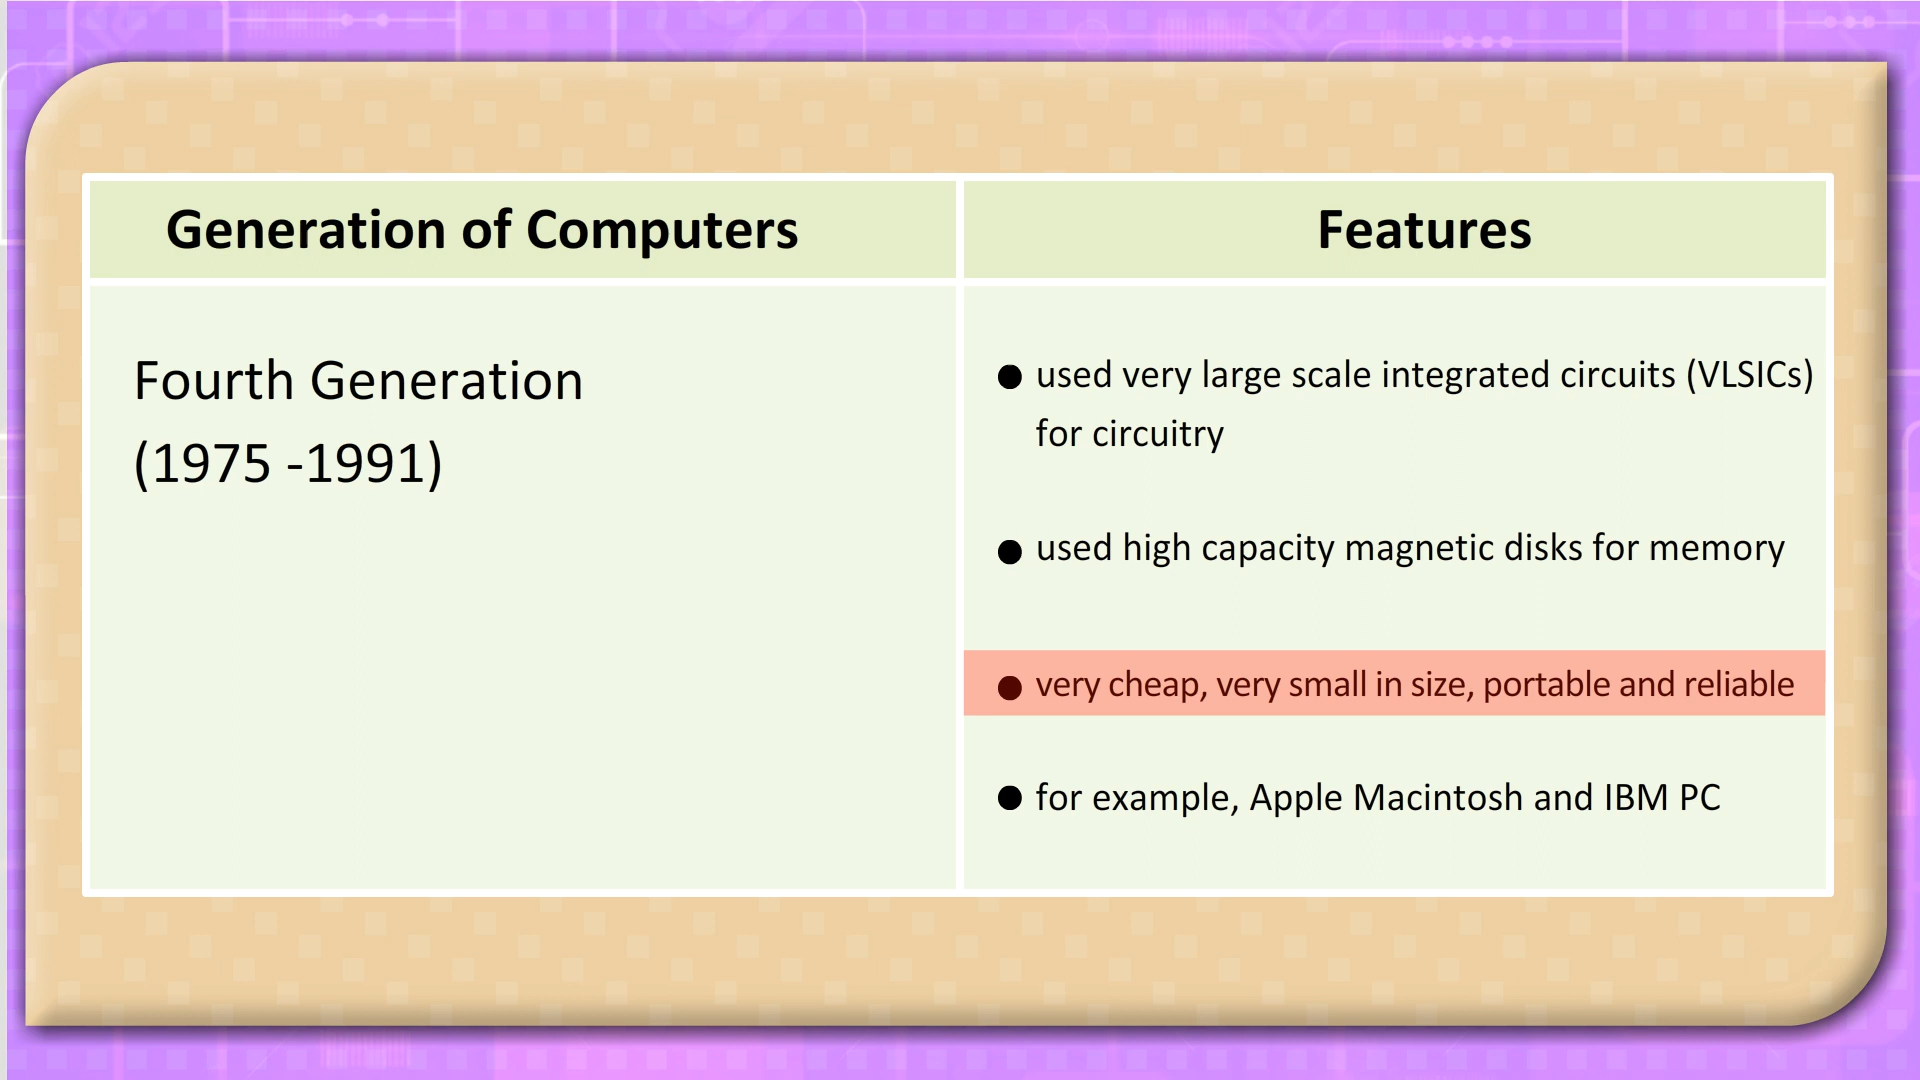 Generation of Computers
Features
Fourth Generation
(1975 -1991)
● used very large scale integrated circuits (VLSICs)
for circuitry
● used high capacity magnetic disks for memory
● very cheap, very small in size, portable and reliable
● for example, Apple Macintosh and IBM PC